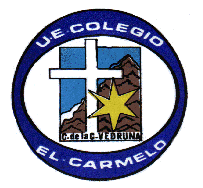 U·E·COLEGIO
C. de la C-VEDRUNA
EL·CARMELO